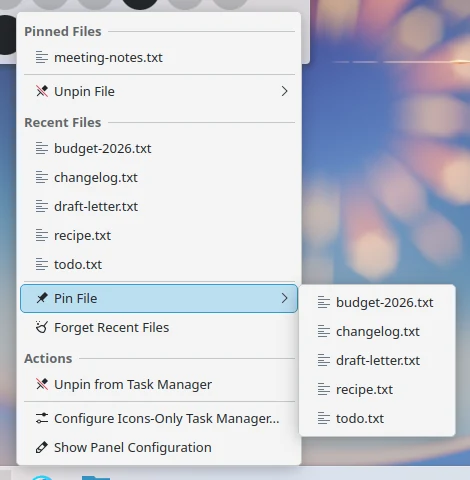 Pinned Files
meeting-notes.txt
Unpin File
Recent Files
budget-2026.txt
changelog.txt
draft-letter.txt
recipe.txt
todo.txt
Pin File
Forget Recent Files
Actions
Unpin from Task Manager
Configure Icons-Only Task Manager...
Show Panel Configuration
budget-2026.txt
changelog.txt
draft-letter.txt
recipe.txt
todo.txt